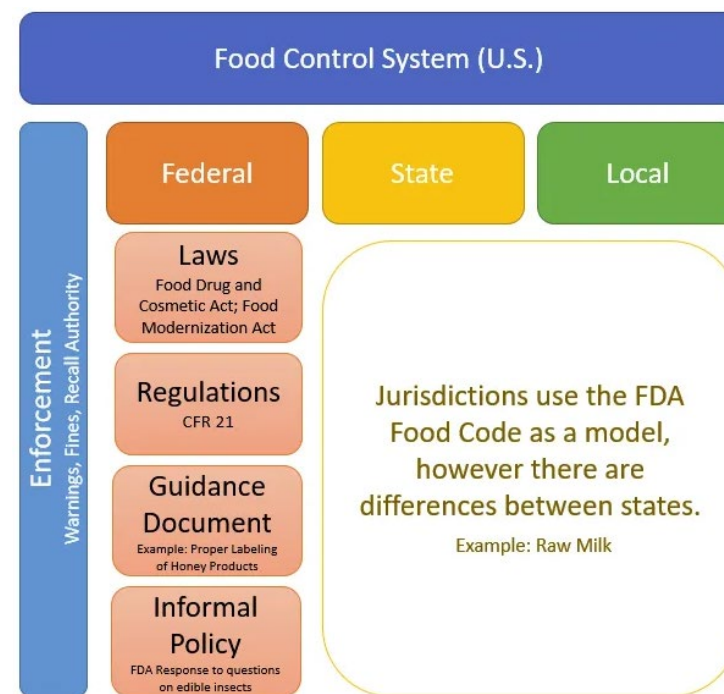 Food Control System (U.S.)
Enforcement
Warnings, Fines, Recall Authority
Federal
State
Local
Laws
Food Drug and
Cosmetic Act; Food
Modernization Act
Regulations
CFR 21
Guidance
Document
Example: Proper Labeling
of Honey Products
Informal
Policy
FDA Response to questions
on edible insects
Jurisdictions use the FDA
Food Code as a model,
however there are
differences between states.
Example: Raw Milk